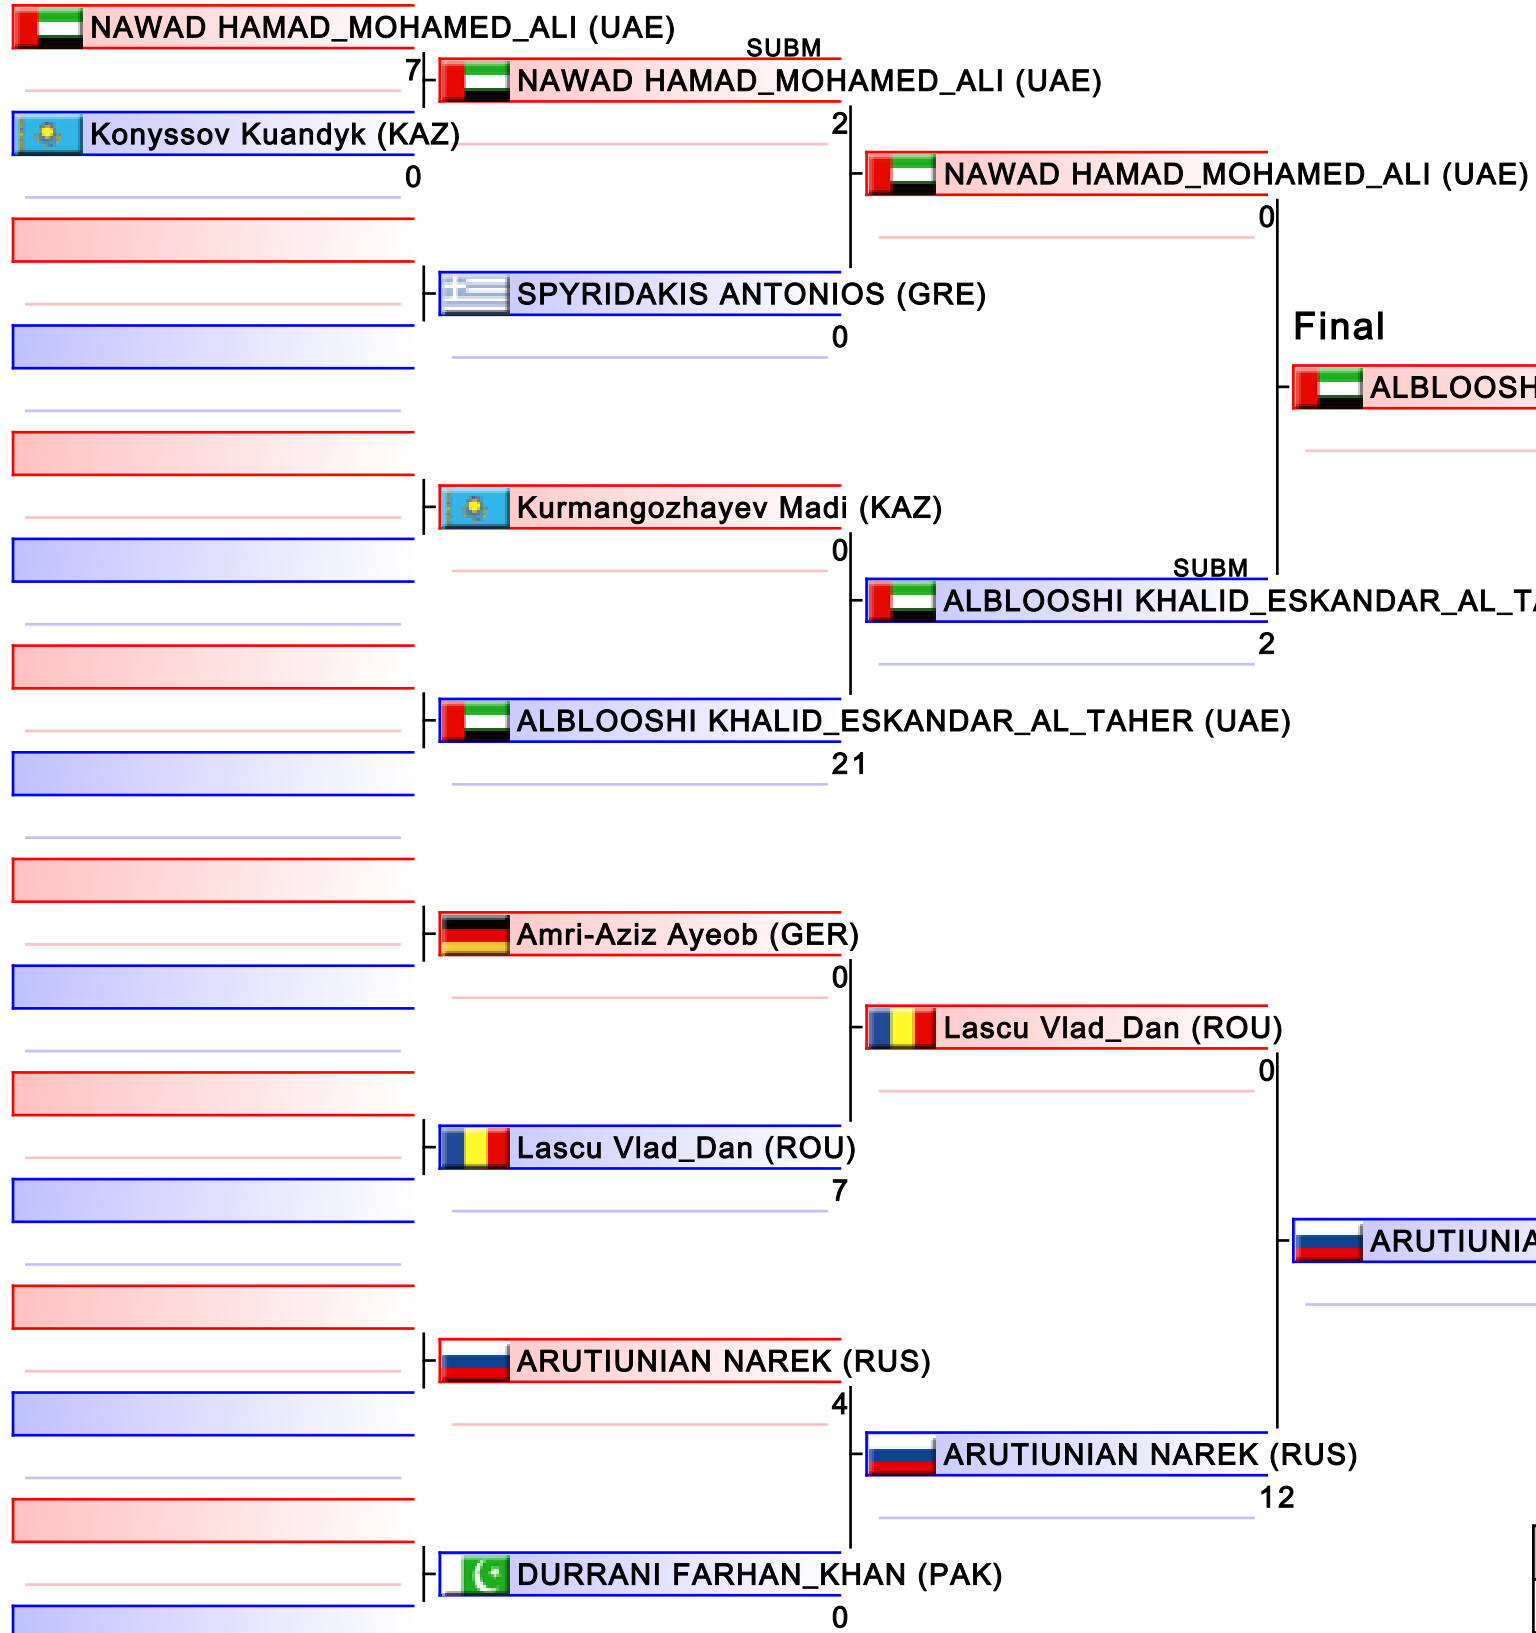 NAWAD HAMAD_MOHAMED_ALI (UAE)
7
Konyssov Kuandyk (KAZ)
0
SUBM
NAWAD HAMAD_MOHAMED_ALI (UAE)
2
SPYRIDAKIS ANTONIOS (GRE)
0
Kurmangozhayev Madi (KAZ)
0
ALBLOOSHI KHALID_ESKANDAR_AL_TAHER (UAE)
21
Amri-Aziz Ayeob (GER)
0
Lascu Vlad_Dan (ROU)
7
ARUTIUNIAN NAREK (RUS)
4
DURRANI FARHAN_KHAN (PAK)
0
NAWAD HAMAD_MOHAMED_ALI (UAE)
0
SUBM
ALBLOOSHI KHALID_ESKANDAR_AL_TA
2
Lascu Vlad_Dan (ROU)
0
ARUTIUNIAN NAREK (RUS)
12
Final
ALBLOOSH
ARUTIUNIA